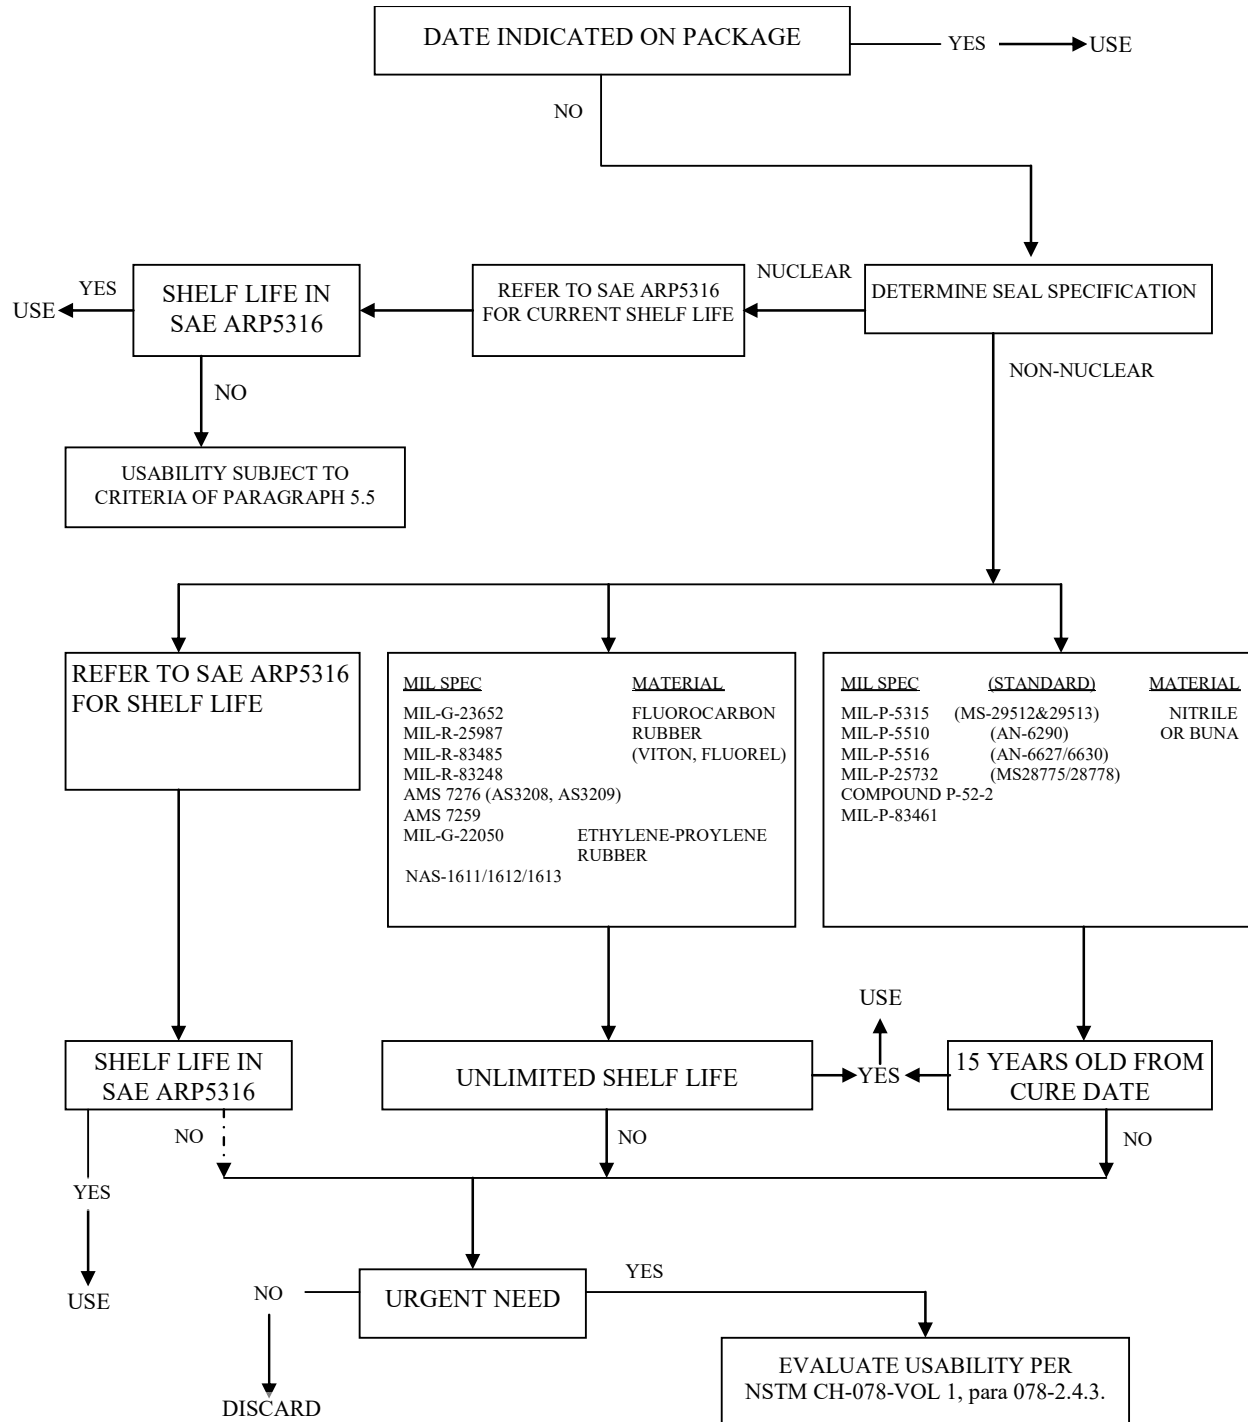 DATE INDICATED ON PACKAGE
YES
USE
NO
NUCLEAR
DETERMINE SEAL SPECIFICATION
REFER TO SAE ARP5316
FOR CURRENT SHELF LIFE
SHELF LIFE IN
SAE ARP5316
YES
USE
NO
NON-NUCLEAR
USABILITY SUBJECT TO
CRITERIA OF PARAGRAPH 5.5
REFER TO SAE ARP5316
FOR SHELF LIFE
MIL SPEC MATERIAL
MIL-G-23652 FLUOROCARBON
MIL-R-25987 RUBBER
MIL-R-83485 (VITON, FLUOREL)
MIL-R-83248
AMS 7276 (AS3208, AS3209)
AMS 7259
MIL-G-22050 ETHYLENE-PROYLENE
RUBBER
NAS-1611/1612/1613
MIL SPEC (STANDARD) MATERIAL
MIL-P-5315 (MS-29512&29513) NITRILE
MIL-P-5510 (AN-6290) OR BUNA
MIL-P-5516 (AN-6627/6630)
MIL-P-25732 (MS28775/28778)
COMPOUND P-52-2
MIL-P-83461
USE
SHELF LIFE IN
SAE ARP5316
UNLIMITED SHELF LIFE
YES
15 YEARS OLD FROM
CURE DATE
NO
NO
NO
YES
USE
URGENT NEED
NO
YES
DISCARD
EVALUATE USABILITY PER
NSTM CH-078-VOL 1, para 078-2.4.3.